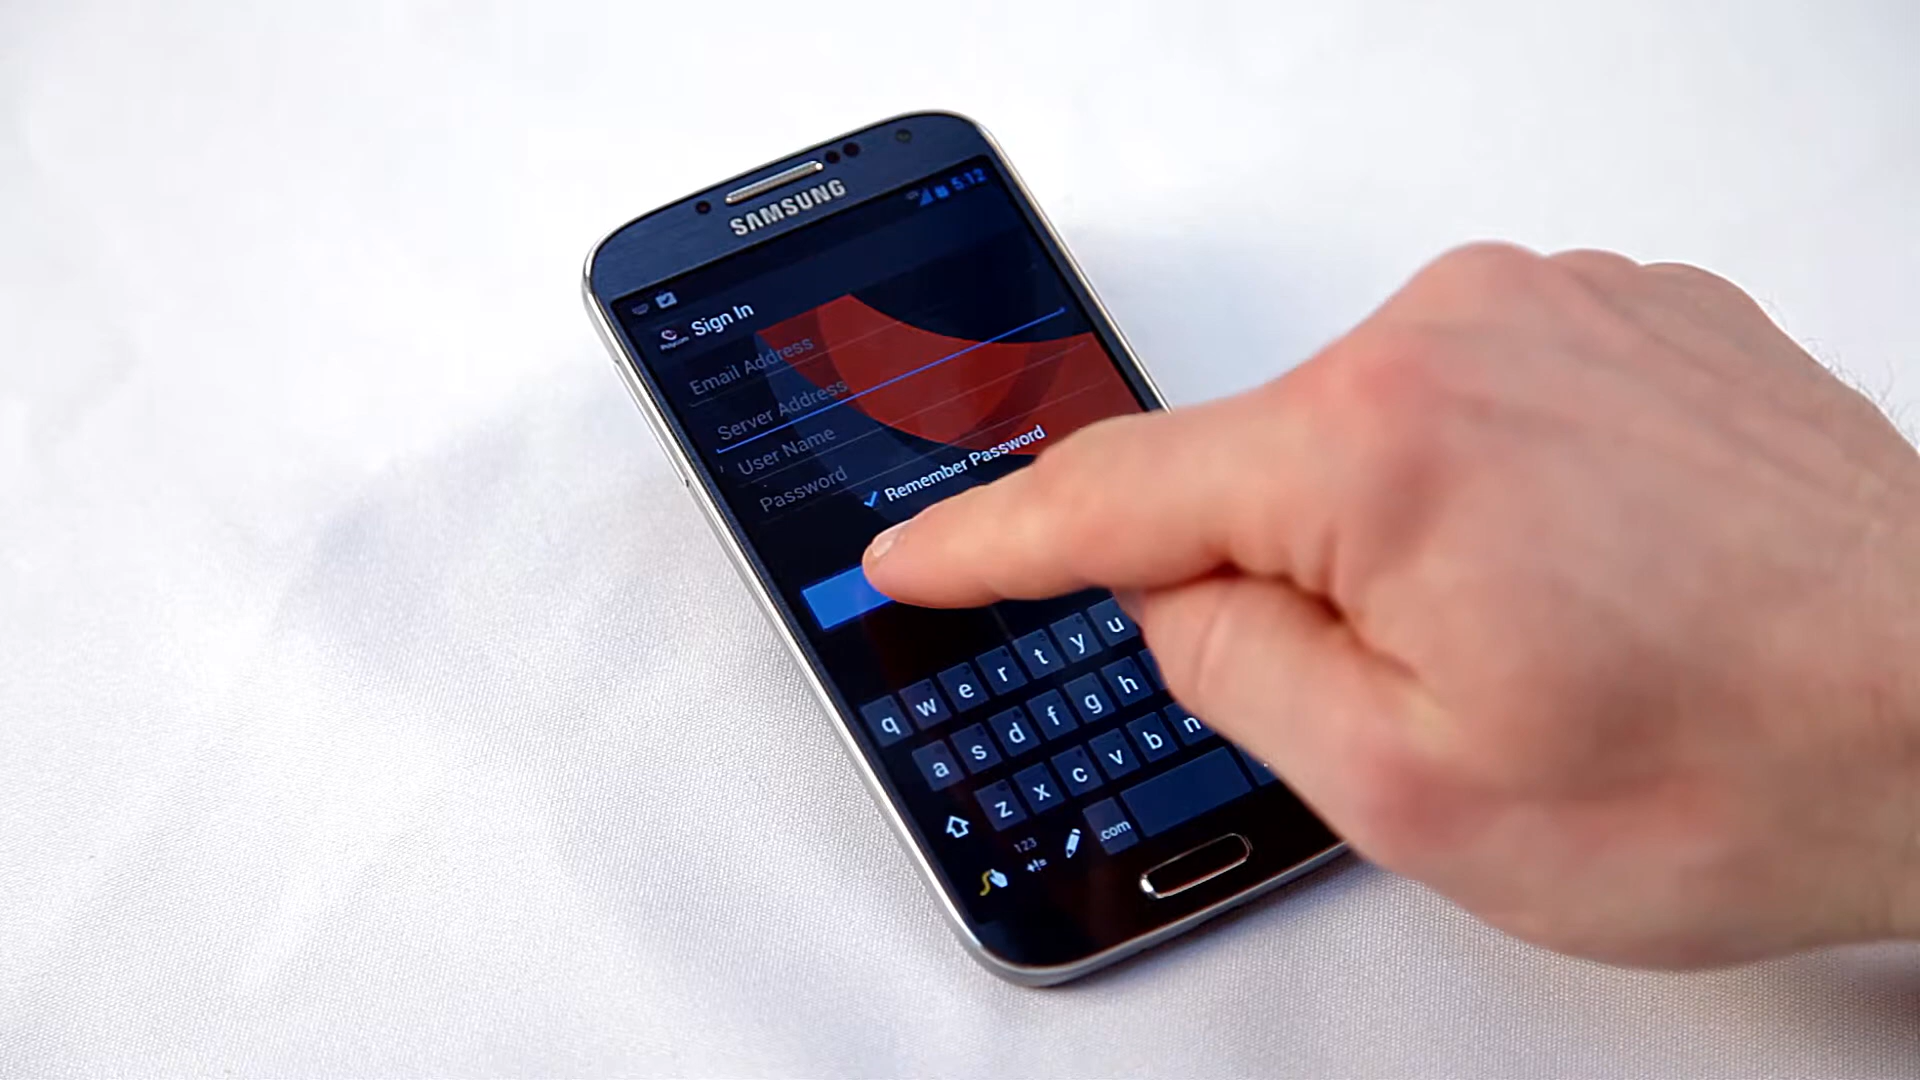 SAMSUNG
5:12
Sign In
Email Address
Server Address
User Name
Password
Remember Password
q w e r t y u
a s d f g h
z x c v b n
123
+!=
.com